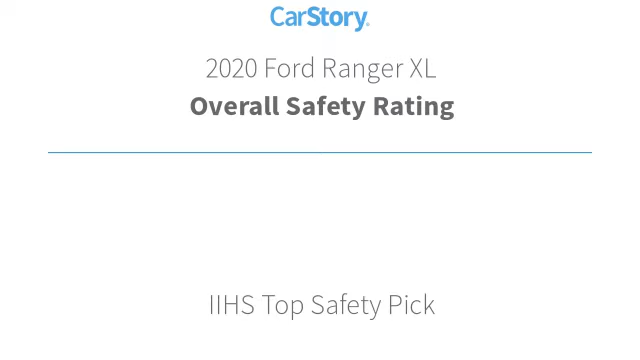 CarStory
2020 Ford Ranger XL
Overall Safety Rating
IIHS Top Safety Pick